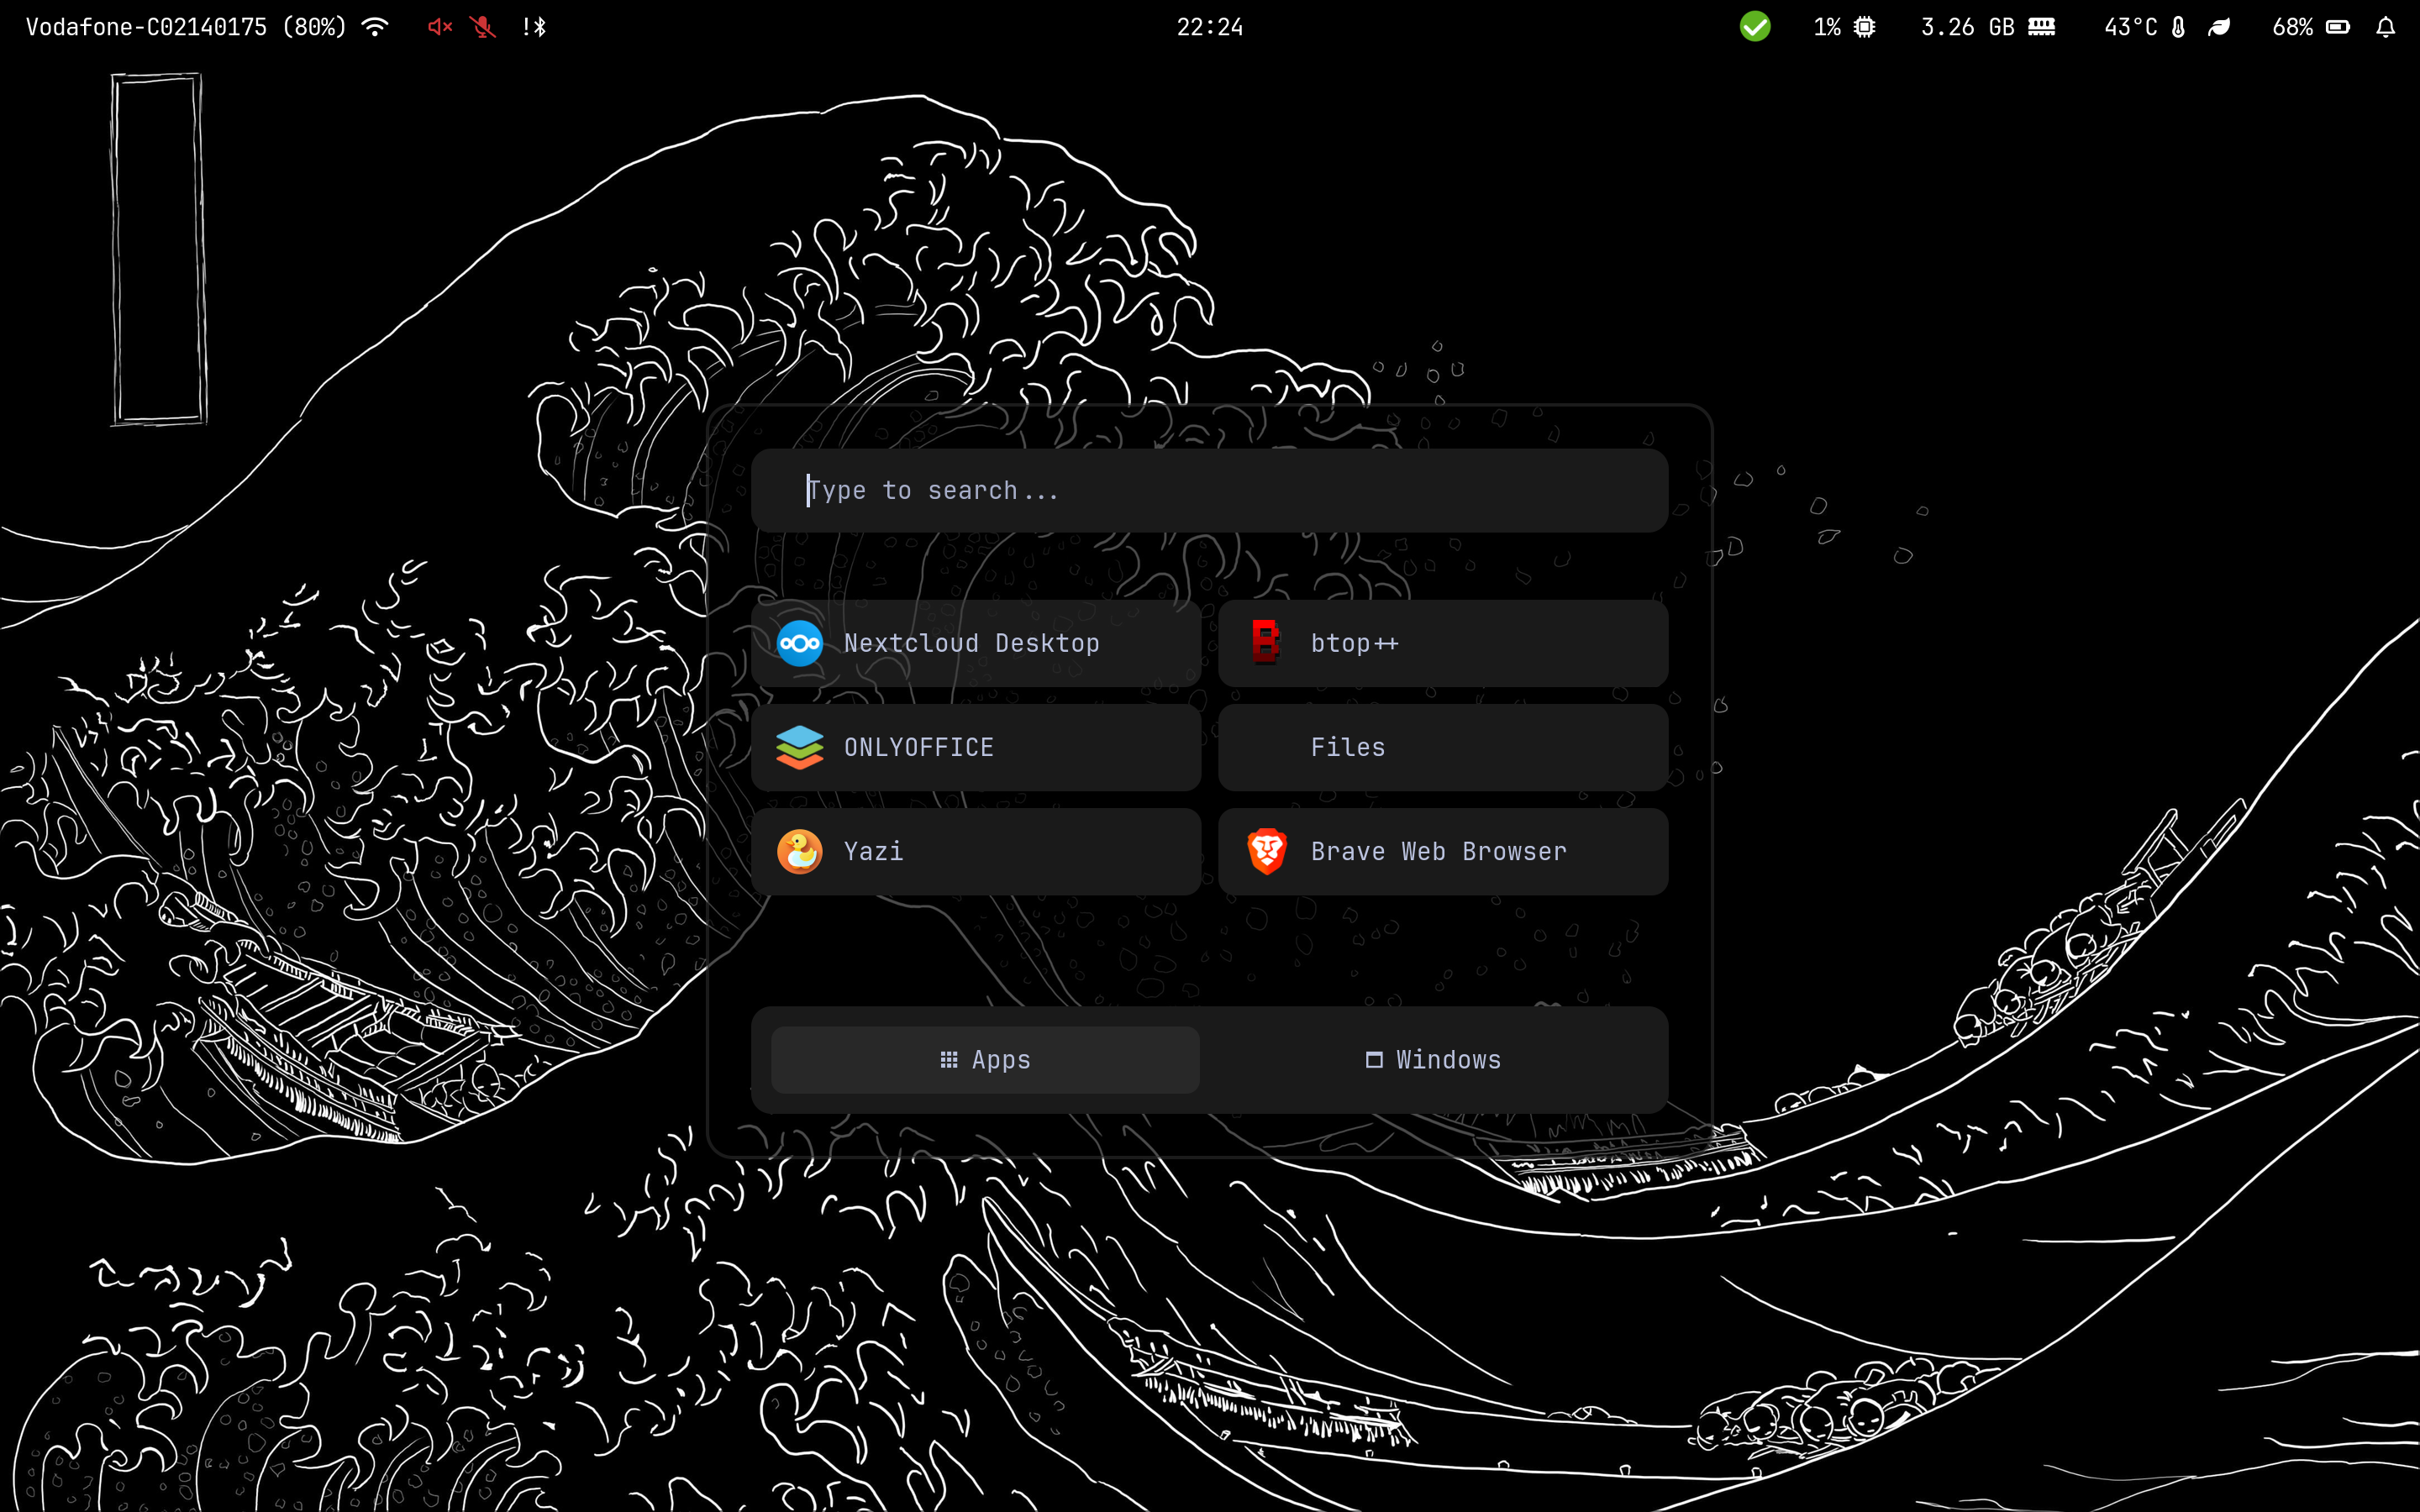 Vodafone-C02140175 (80%)
22:24
1%
3.26 GB
43°C
68%
Type to search...
Nextcloud Desktop
btop++
ONLYOFFICE
Files
Yazi
Brave Web Browser
Apps
Windows